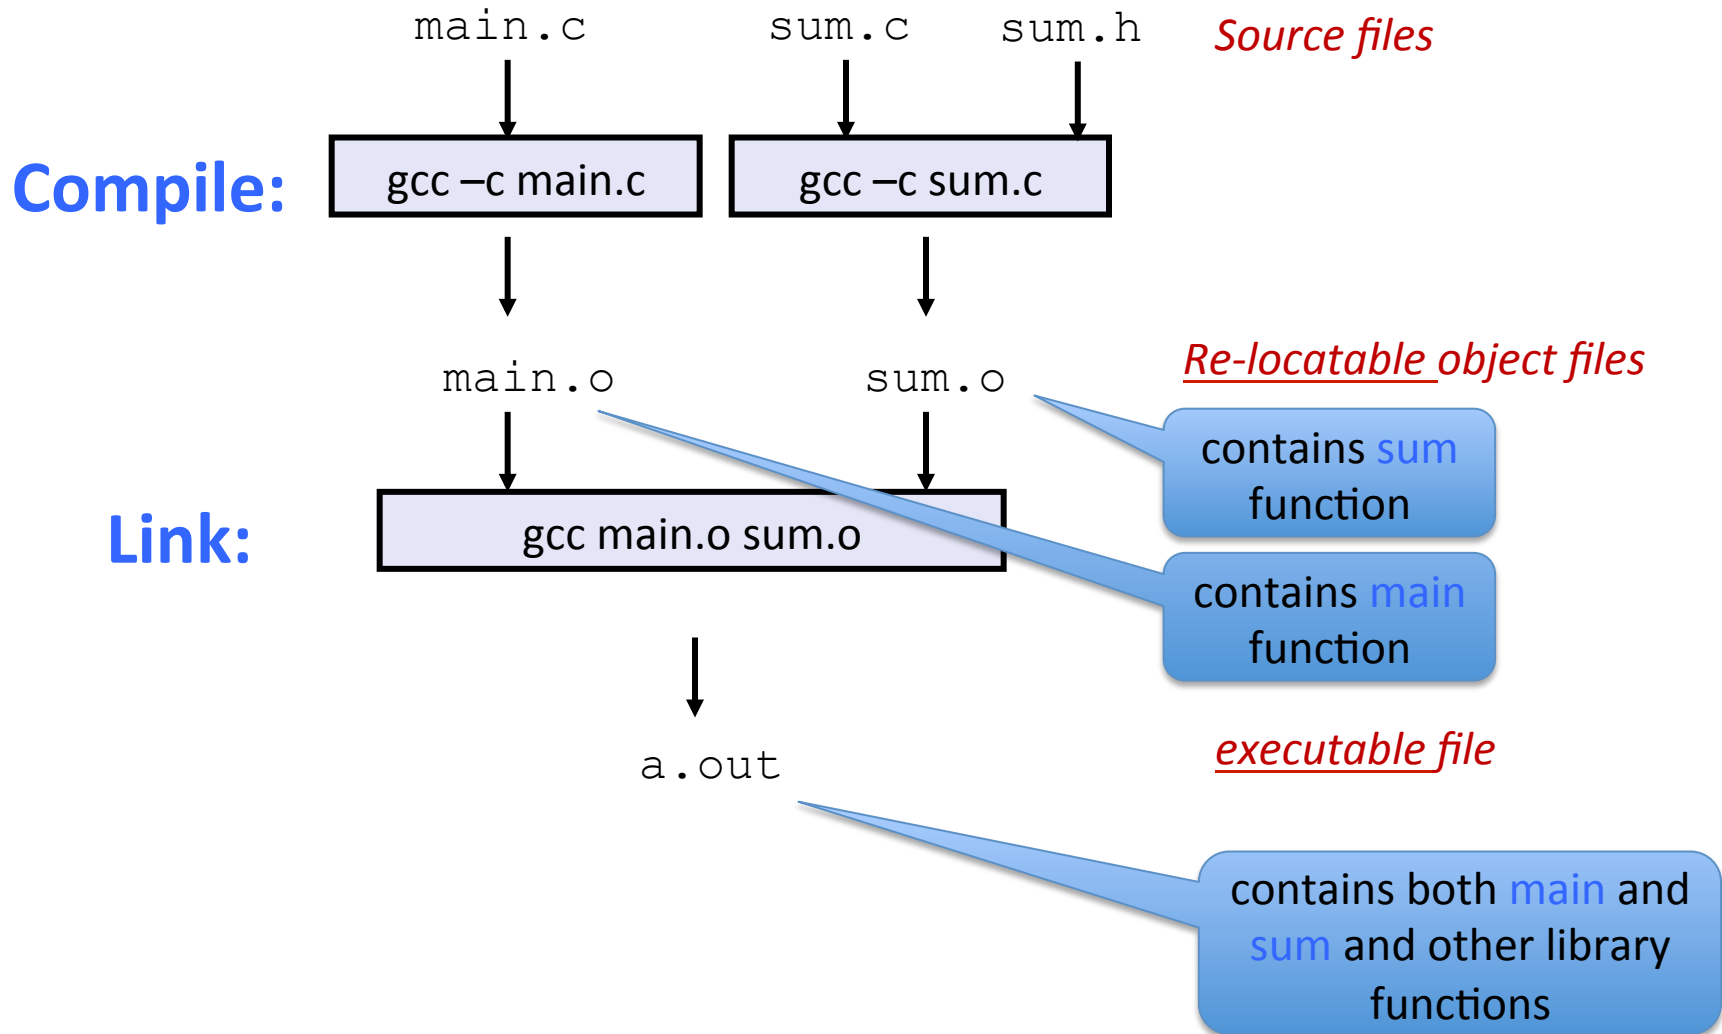 main.c sum.c sum.h Source files
Compile: gcc –c main.c gcc –c sum.c
main.o sum.o Re-locatable object files
contains sum
function
Link: gcc main.o sum.o
contains main
function
a.out executable file
contains both main and
sum and other library
functions